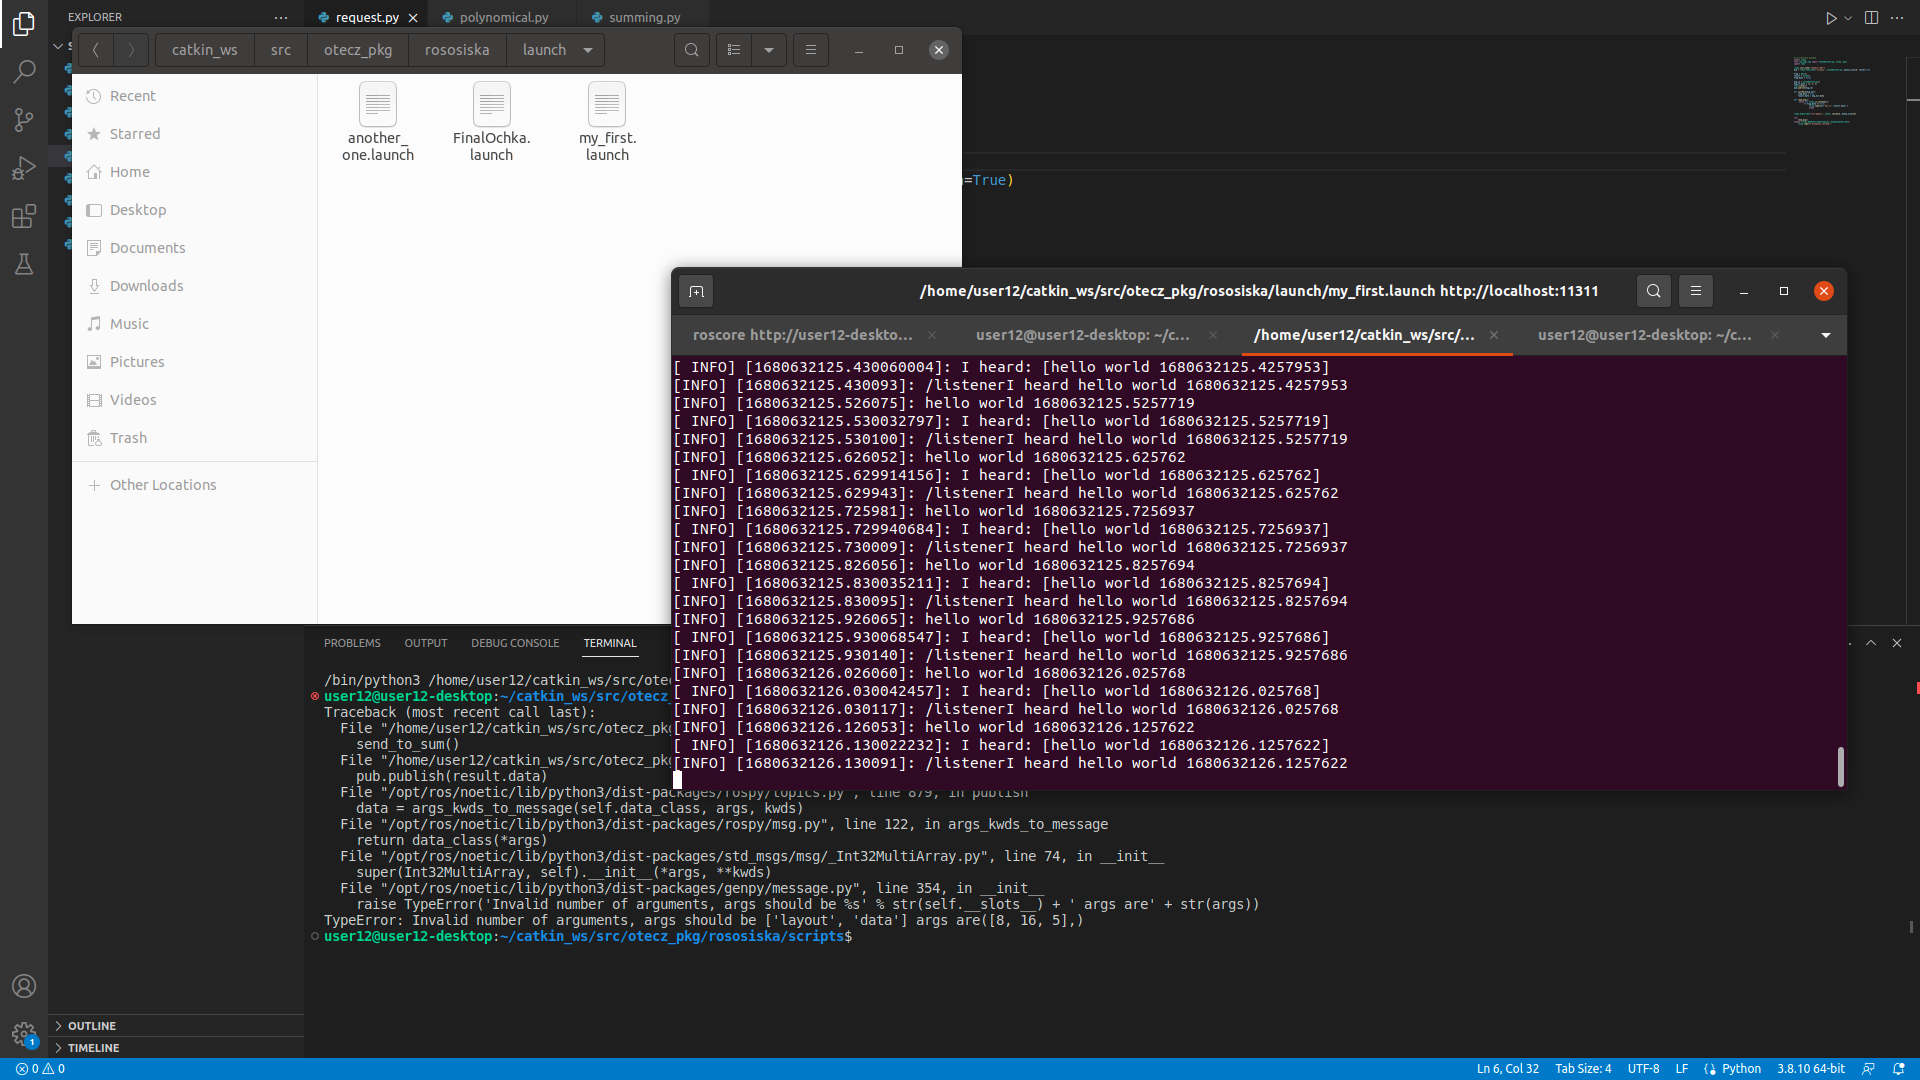 EXPLORER
request.py
polynomical.py
summing.py
catkin_ws
src
otecz_pkg
rososiska
launch
Recent
Starred
Home
Desktop
Documents
Downloads
Music
Pictures
Videos
Trash
Other Locations
another_
one.launch
FinalOchka.
launch
my_first.
launch
=True)
/home/user12/catkin_ws/src/otecz_pkg/rososiska/launch/my_first.launch http://localhost:11311
roscore http://user12-deskto...
user12@user12-desktop: ~/c...
/home/user12/catkin_ws/src/...
user12@user12-desktop: ~/c...
[ INFO] [1680632125.430060004]: I heard: [hello world 1680632125.4257953]
[INFO] [1680632125.430093]: /listenerI heard hello world 1680632125.4257953
[INFO] [1680632125.526075]: hello world 1680632125.5257719
[ INFO] [1680632125.530032797]: I heard: [hello world 1680632125.5257719]
[INFO] [1680632125.530100]: /listenerI heard hello world 1680632125.5257719
[INFO] [1680632125.626052]: hello world 1680632125.625762
[ INFO] [1680632125.629914156]: I heard: [hello world 1680632125.625762]
[INFO] [1680632125.629943]: /listenerI heard hello world 1680632125.625762
[INFO] [1680632125.725981]: hello world 1680632125.7256937
[ INFO] [1680632125.729940684]: I heard: [hello world 1680632125.7256937]
[INFO] [1680632125.730009]: /listenerI heard hello world 1680632125.7256937
[INFO] [1680632125.826056]: hello world 1680632125.8257694
[ INFO] [1680632125.830035211]: I heard: [hello world 1680632125.8257694]
[INFO] [1680632125.830095]: /listenerI heard hello world 1680632125.8257694
[INFO] [1680632125.926065]: hello world 1680632125.9257686
[ INFO] [1680632125.930068547]: I heard: [hello world 1680632125.9257686]
[INFO] [1680632125.930140]: /listenerI heard hello world 1680632125.9257686
[INFO] [1680632126.026060]: hello world 1680632126.025768
[ INFO] [1680632126.030042457]: I heard: [hello world 1680632126.025768]
[INFO] [1680632126.030117]: /listenerI heard hello world 1680632126.025768
[INFO] [1680632126.126053]: hello world 1680632126.1257622
[ INFO] [1680632126.130022232]: I heard: [hello world 1680632126.1257622]
[INFO] [1680632126.130091]: /listenerI heard hello world 1680632126.1257622
PROBLEMS
OUTPUT
DEBUG CONSOLE
TERMINAL
/bin/python3 /home/user12/catkin_ws/src/otec
user12@user12-desktop:~/catkin_ws/src/otecz_
Traceback (most recent call last):
File "/home/user12/catkin_ws/src/otecz_pkg
send_to_sum()
File "/home/user12/catkin_ws/src/otecz_pkg
pub.publish(result.data)
File "/opt/ros/noetic/lib/python3/dist-packages/rospy/topics.py", line 879, in publish
data = args_kwds_to_message(self.data_class, args, kwds)
File "/opt/ros/noetic/lib/python3/dist-packages/rospy/msg.py", line 122, in args_kwds_to_message
return data_class(*args)
File "/opt/ros/noetic/lib/python3/dist-packages/std_msgs/msg/_Int32MultiArray.py", line 74, in __init__
super(Int32MultiArray, self).__init__(*args, **kwds)
File "/opt/ros/noetic/lib/python3/dist-packages/genpy/message.py", line 354, in __init__
raise TypeError('Invalid number of arguments, args should be %s' % str(self.__slots__) + ' args are' + str(args))
TypeError: Invalid number of arguments, args should be ['layout', 'data'] args are([8, 16, 5],)
user12@user12-desktop:~/catkin_ws/src/otecz_pkg/rososiska/scripts$
OUTLINE
TIMELINE
1
0
0
Ln 6, Col 32
Tab Size: 4
UTF-8
LF
Python
3.8.10 64-bit